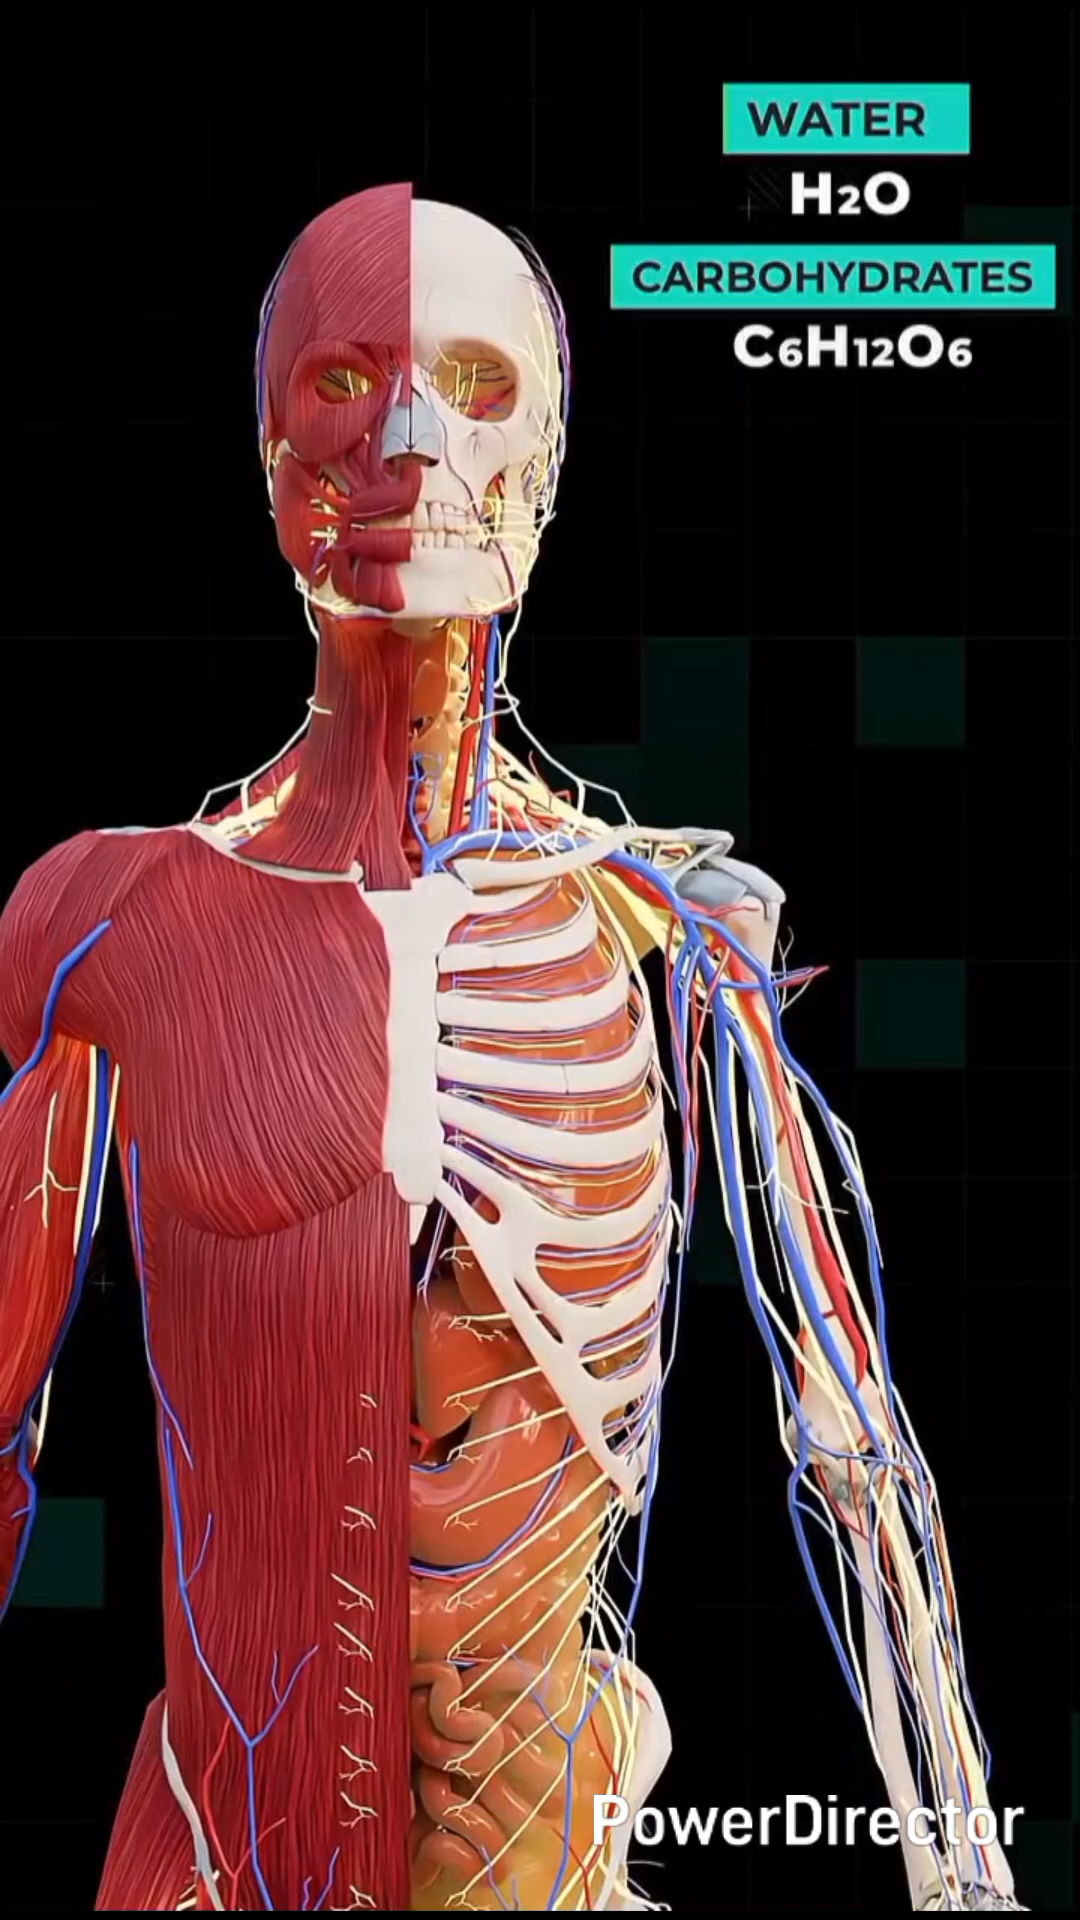 WATER
H₂O
CARBOHYDRATES
C₆H₁₂O₆
PowerDirector